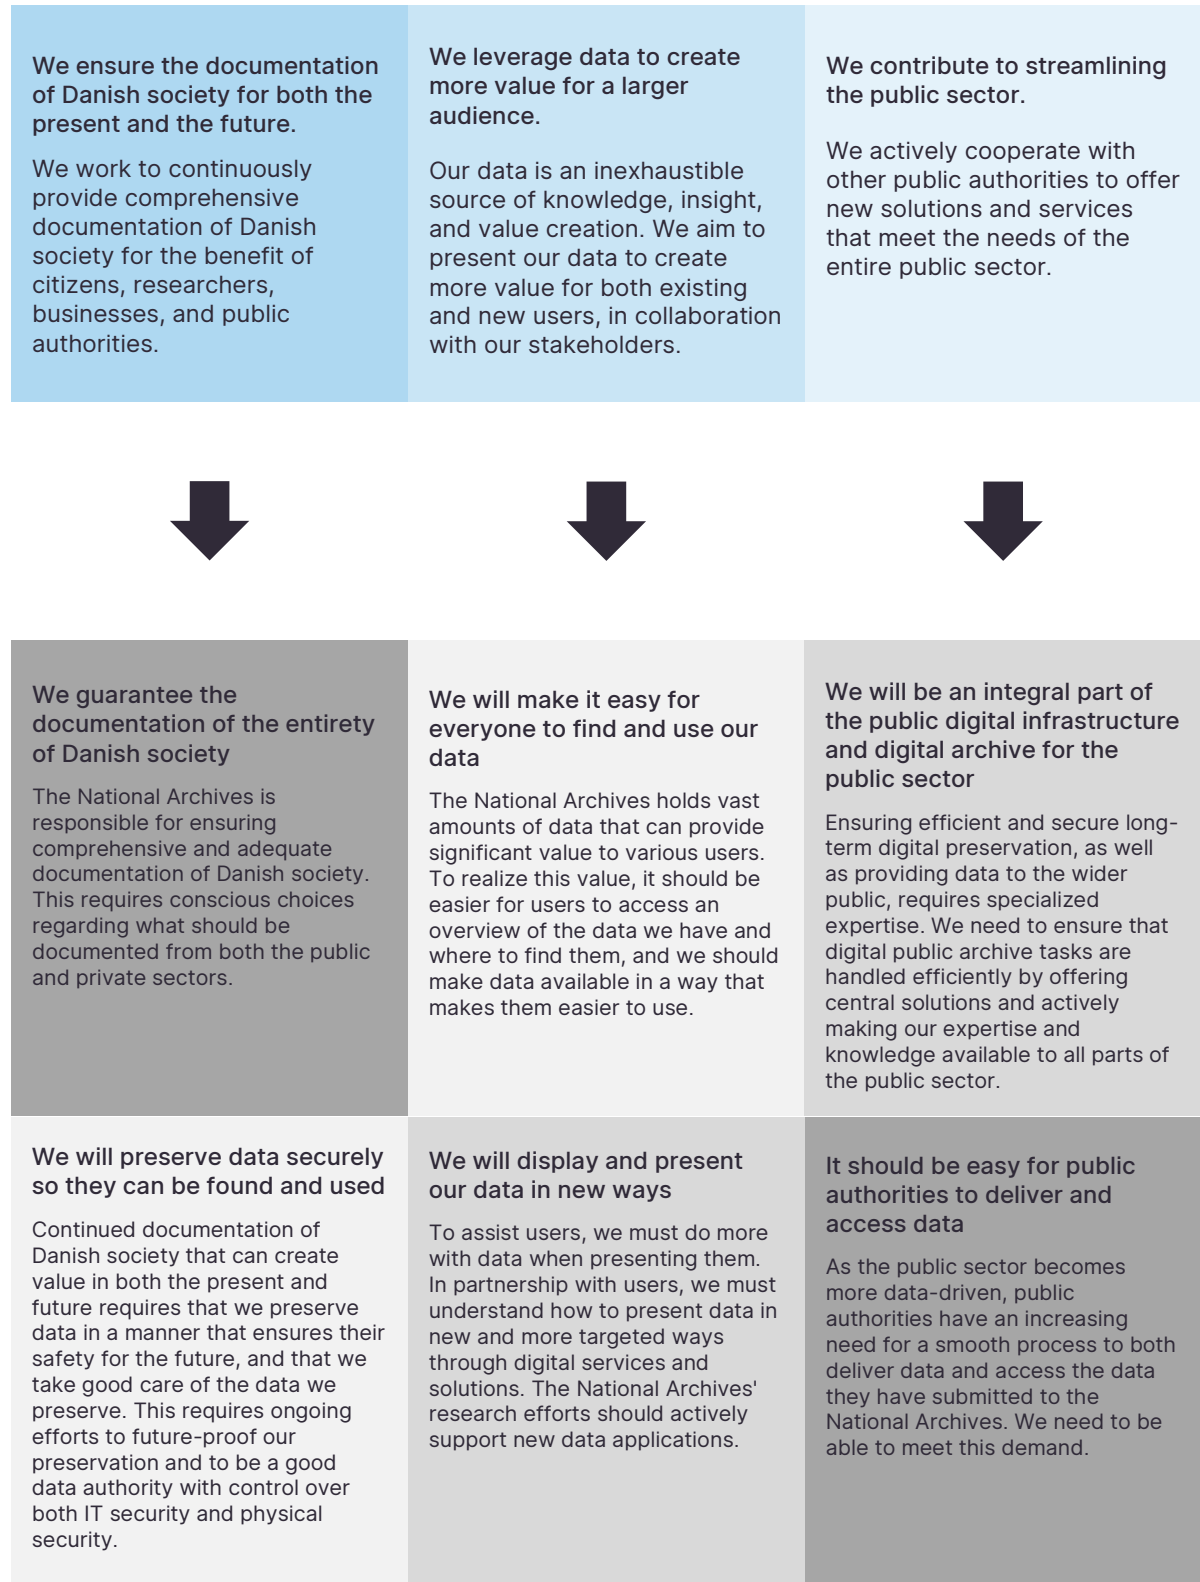 We ensure the documentation
of Danish society for both the
present and the future.
We work to continuously
provide comprehensive
documentation of Danish
society for the benefit of
citizens, researchers,
businesses, and public
authorities.
We leverage data to create
more value for a larger
audience.
Our data is an inexhaustible
source of knowledge, insight,
and value creation. We aim to
present our data to create
more value for both existing
and new users, in collaboration
with our stakeholders.
We contribute to streamlining
the public sector.
We actively cooperate with
other public authorities to offer
new solutions and services
that meet the needs of the
entire public sector.
We guarantee the
documentation of the entirety
of Danish society
The National Archives is
responsible for ensuring
comprehensive and adequate
documentation of Danish society.
This requires conscious choices
regarding what should be
documented from both the public
and private sectors.
We will make it easy for
everyone to find and use our
data
The National Archives holds vast
amounts of data that can provide
significant value to various users.
To realize this value, it should be
easier for users to access an
overview of the data we have and
where to find them, and we should
make data available in a way that
makes them easier to use.
We will be an integral part of
the public digital infrastructure
and digital archive for the
public sector
Ensuring efficient and secure long-
term digital preservation, as well
as providing data to the wider
public, requires specialized
expertise. We need to ensure that
digital public archive tasks are
handled efficiently by offering
central solutions and actively
making our expertise and
knowledge available to all parts of
the public sector.
We will preserve data securely
so they can be found and used
Continued documentation of
Danish society that can create
value in both the present and
future requires that we preserve
data in a manner that ensures their
safety for the future, and that we
take good care of the data we
preserve. This requires ongoing
efforts to future-proof our
preservation and to be a good
data authority with control over
both IT security and physical
security.
We will display and present
our data in new ways
To assist users, we must do more
with data when presenting them.
In partnership with users, we must
understand how to present data in
new and more targeted ways
through digital services and
solutions. The National Archives'
research efforts should actively
support new data applications.
It should be easy for public
authorities to deliver and
access data
As the public sector becomes
more data-driven, public
authorities have an increasing
need for a smooth process to both
deliver data and access the data
they have submitted to the
National Archives. We need to be
able to meet this demand.